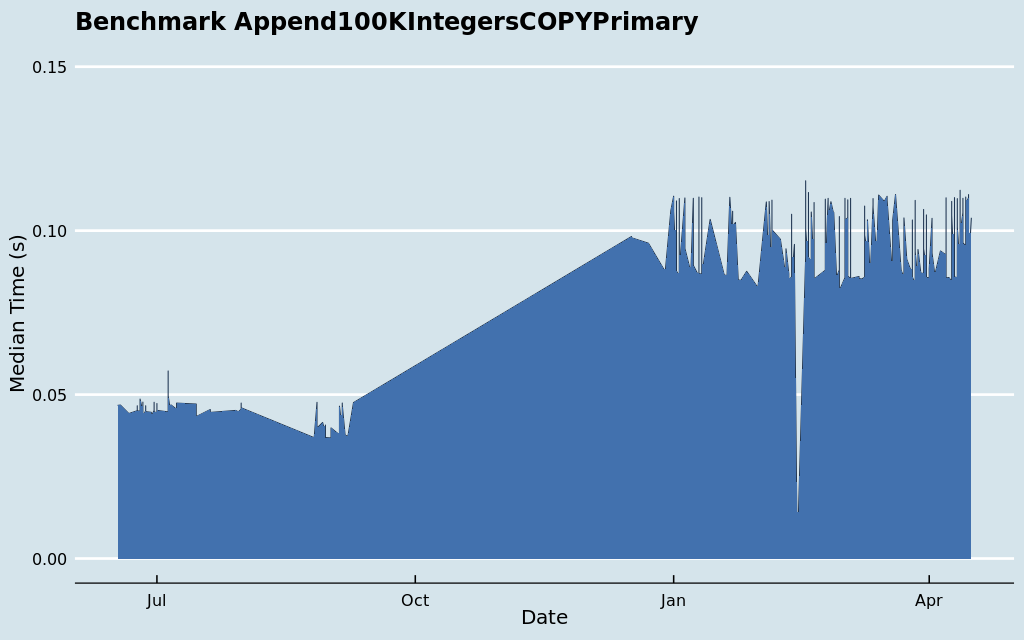 Benchmark Append100KIntegersCOPYPrimary
Median Time (s)
0.15
0.10
0.05
0.00
Jul Oct Jan Apr
Date